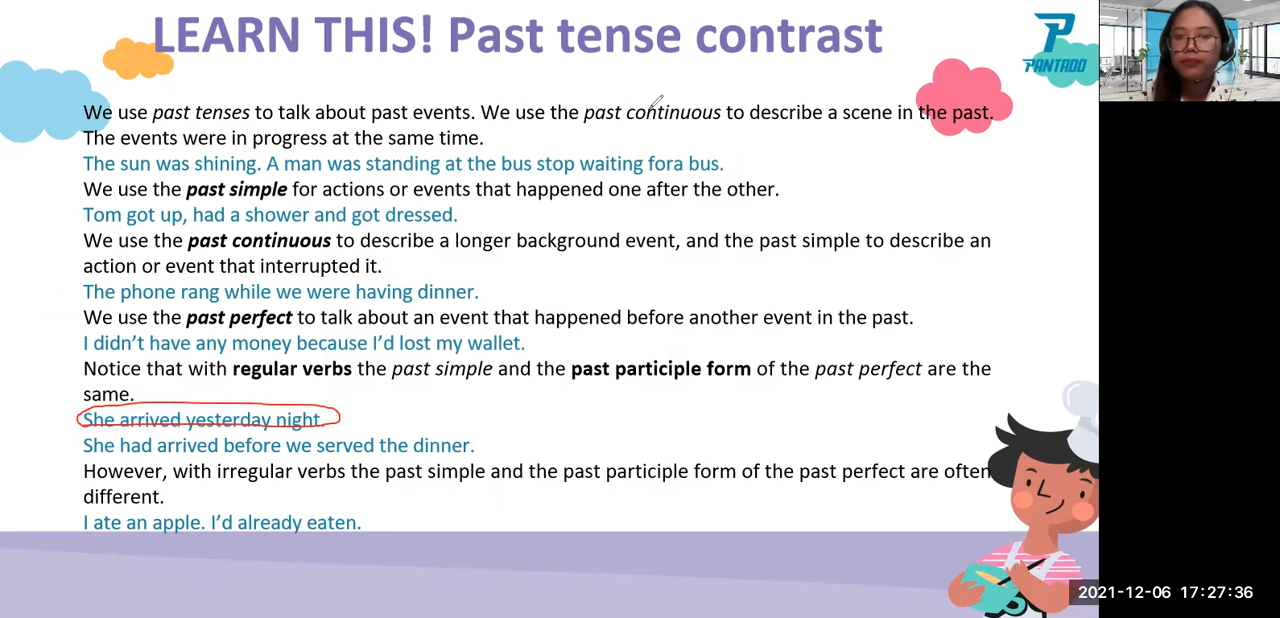 LEARN THIS! Past tense contrast
PANTADO
We use past tenses to talk about past events. We use the past continuous to describe a scene in the past.
The events were in progress at the same time.
The sun was shining. A man was standing at the bus stop waiting fora bus.
We use the past simple for actions or events that happened one after the other.
Tom got up, had a shower and got dressed.
We use the past continuous to describe a longer background event, and the past simple to describe an
action or event that interrupted it.
The phone rang while we were having dinner.
We use the past perfect to talk about an event that happened before another event in the past.
I didn’t have any money because I’d lost my wallet.
Notice that with regular verbs the past simple and the past participle form of the past perfect are the
same.
She arrived yesterday night.
She had arrived before we served the dinner.
However, with irregular verbs the past simple and the past participle form of the past perfect are often
different.
I ate an apple. I’d already eaten.
2021-12-06 17:27:36